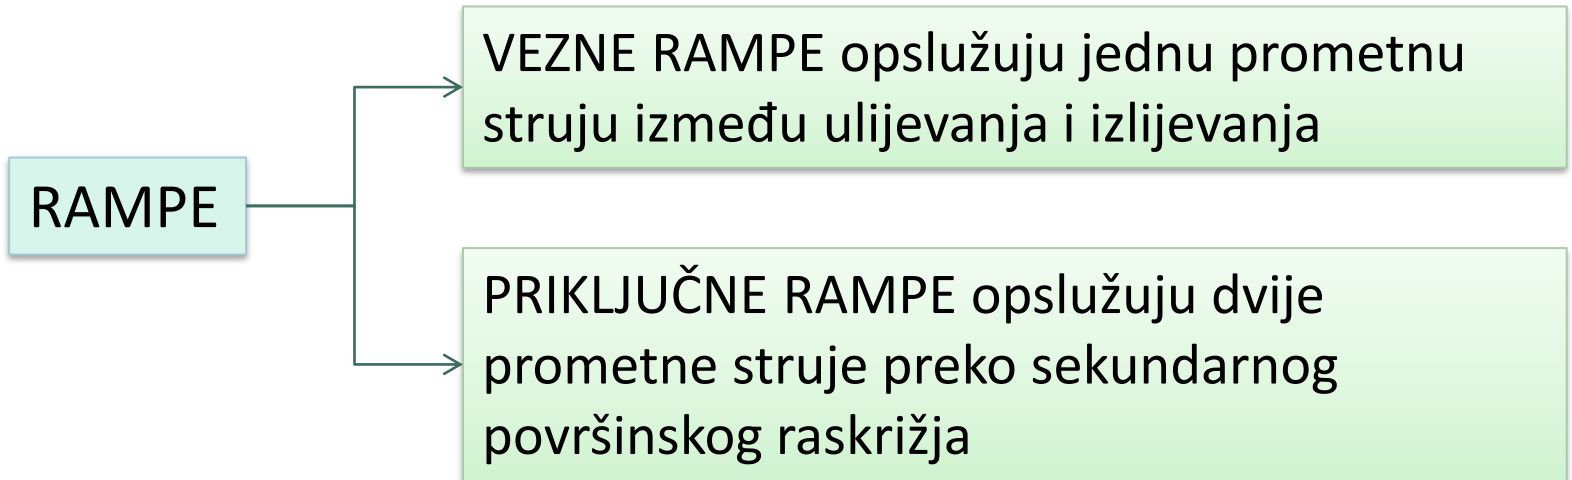 RAMPE
VEZNE RAMPE opslužuju jednu prometnu
struju između ulijevanja i izlijevanja
PRIKLJUČNE RAMPE opslužuju dvije
prometne struje preko sekundarnog
površinskog raskrižja